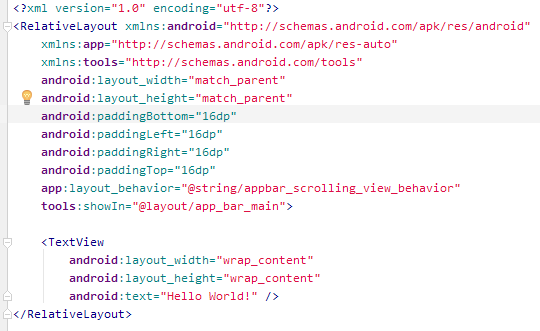 <?xml version="1.0" encoding="utf-8"?>
<RelativeLayout xmlns:android="http://schemas.android.com/apk/res/android"
    xmlns:app="http://schemas.android.com/apk/res-auto"
    xmlns:tools="http://schemas.android.com/tools"
    android:layout_width="match_parent"
    android:layout_height="match_parent"
    android:paddingBottom="16dp"
    android:paddingLeft="16dp"
    android:paddingRight="16dp"
    android:paddingTop="16dp"
    app:layout_behavior="@string/appbar_scrolling_view_behavior"
    tools:showIn="@layout/app_bar_main">

    <TextView
        android:layout_width="wrap_content"
        android:layout_height="wrap_content"
        android:text="Hello World!" />
</RelativeLayout>